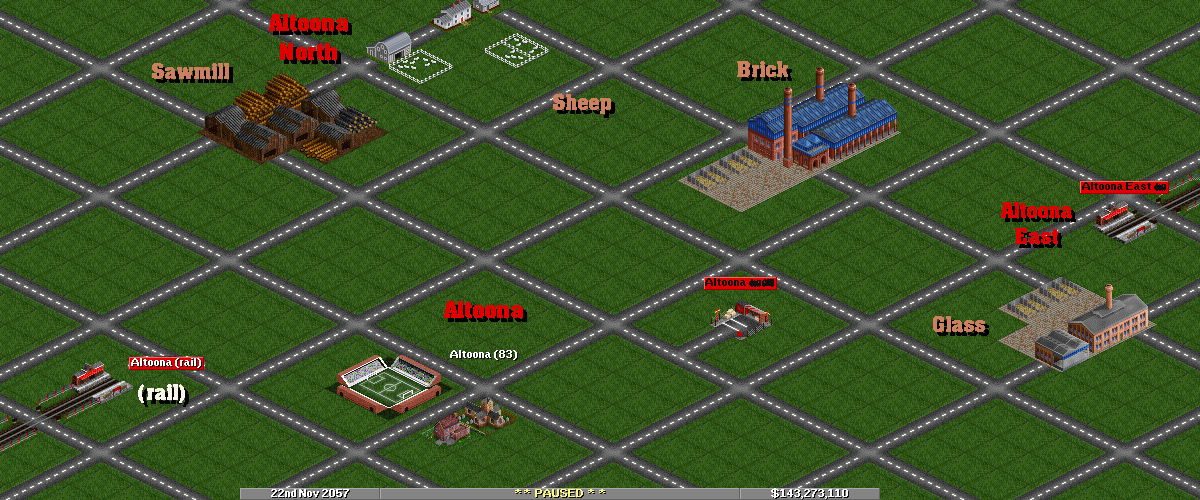 Altoona
North
Sawmill
Brick
Sheep
Altoona East
Altoona
East
Altoona
Altoona
Glass
Altoona (83)
Altoona (rail)
(rail)
22nd Nov 2057
* * PAUSED * *
$143,273,110